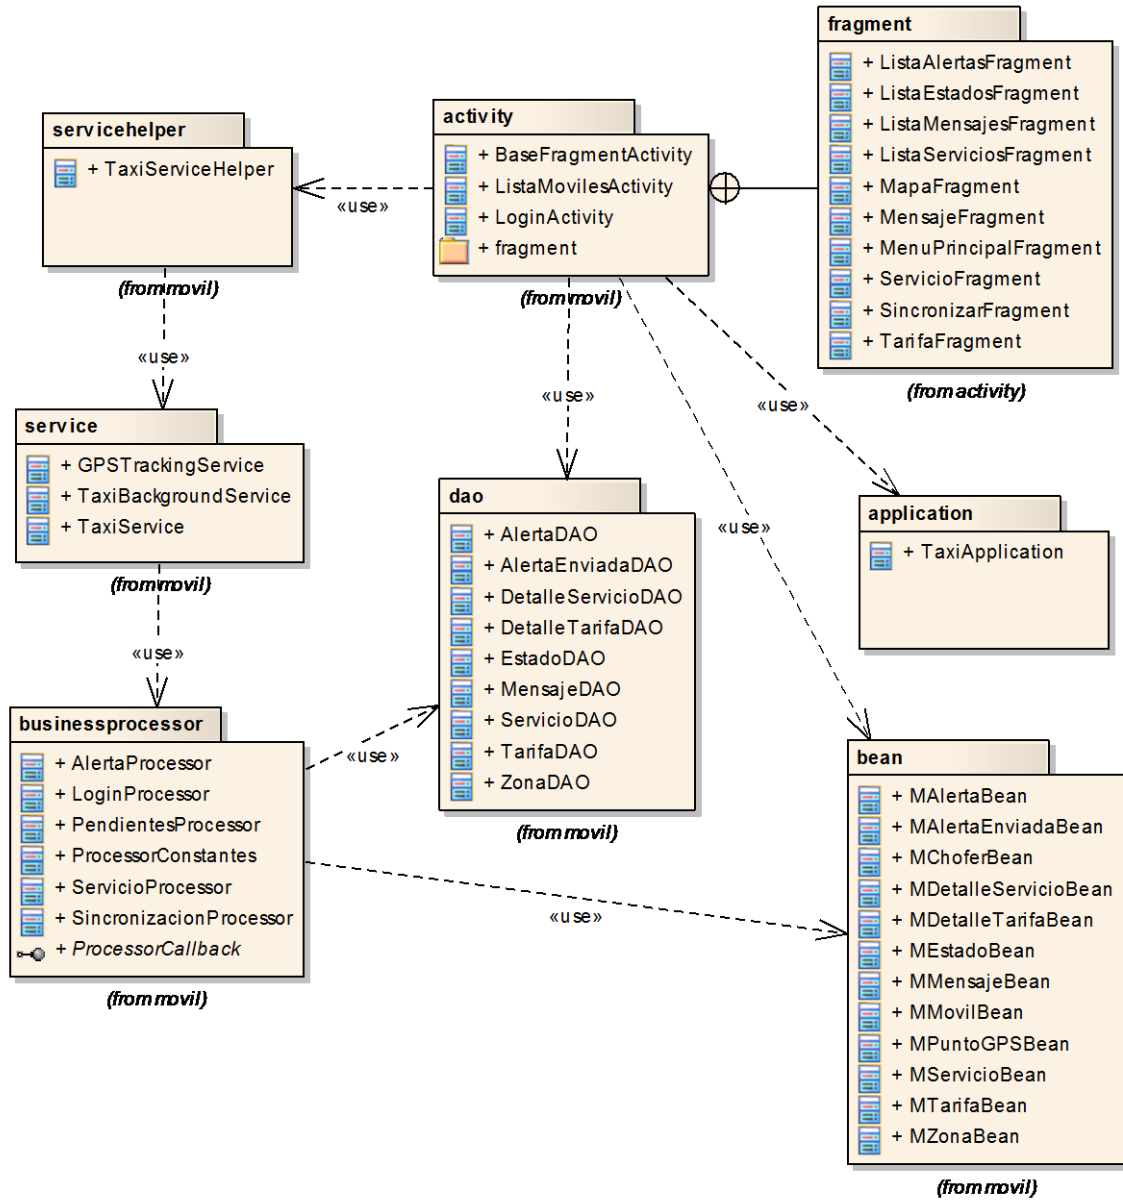 fragment
+ ListaAlertasFragment
+ ListaEstadosFragment
+ ListaMensajesFragment
+ ListaServiciosFragment
+ MapaFragment
+ MensajeFragment
+ MenuPrincipalFragment
+ ServicioFragment
+ SincronizarFragment
+ TarifaFragment
(from activity)
activity
+ BaseFragmentActivity
+ ListaMovilesActivity
+ LoginActivity
+ fragment
(from movil)
servicehelper
+ TaxiServiceHelper
(from movil)
«use»
«use»
«use»
«use»
«use»
service
+ GPSTrackingService
+ TaxiBackgroundService
+ TaxiService
(from movil)
dao
+ AlertaDAO
+ AlertaEnviadaDAO
+ DetalleServicioDAO
+ DetalleTarifaDAO
+ EstadoDAO
+ MensajeDAO
+ ServicioDAO
+ TarifaDAO
+ ZonaDAO
(from movil)
application
+ TaxiApplication
«use»
businessprocessor
+ AlertaProcessor
+ LoginProcessor
+ PendientesProcessor
+ ProcessorConstantes
+ ServicioProcessor
+ SincronizacionProcessor
+ ProcessorCallback
(from movil)
«use»
«use»
bean
+ MAlertaBean
+ MAlertaEnviadaBean
+ MChoferBean
+ MDetalleServicioBean
+ MDetalleTarifaBean
+ MEstadoBean
+ MMensajeBean
+ MMovilBean
+ MPuntoGPSBean
+ MServicioBean
+ MTarifaBean
+ MZonaBean
(from movil)